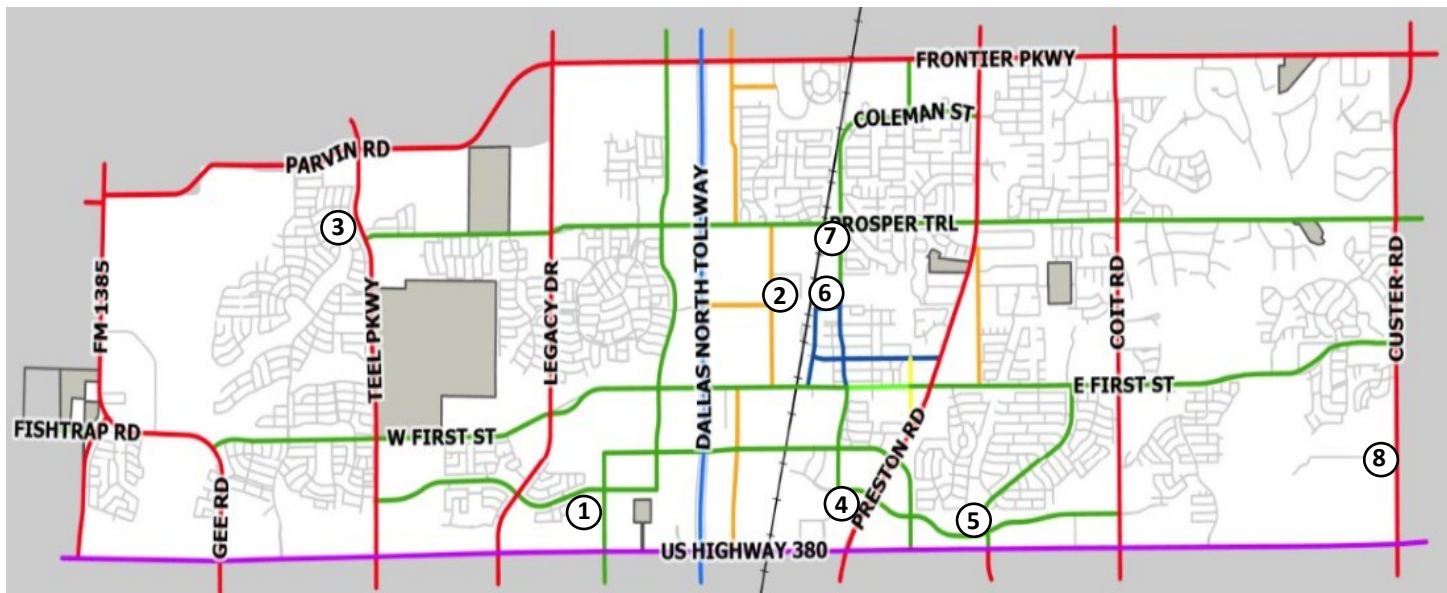 FRONTIER PKWY
COLEMAN ST
PARVIN RD
3
PROSPER TRL
7
DALLAS NORTH TOLLWAY
2
6
FM 1385
TEEL PKWY
LEGACY DR
COIT RD
CUSTER RD
E FIRST ST
FISHTRAP RD
W FIRST ST
PRESTON RD
8
GEE RD
1
4
5
US HIGHWAY 380